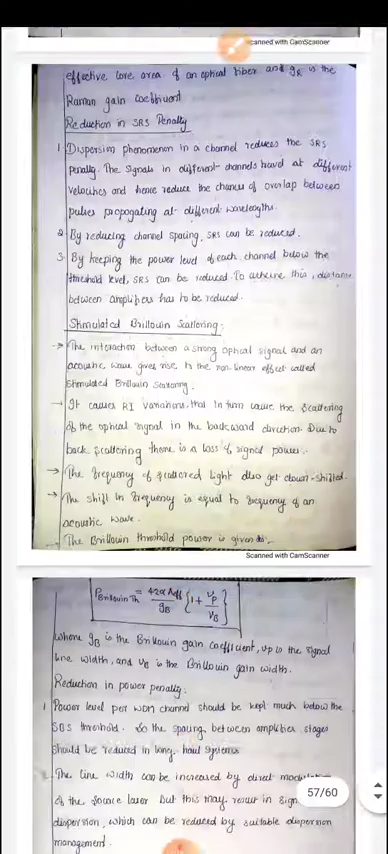 Scanned with CamScanner
effective core area of an optical fiber and gR is the
Raman gain coefficient
Reduction in SRS Penalty
1. Dispersing phenomenon in a channel reduces the SRS
penalty. The signals in different channels travel at different
velocities and hence reduce the chances of overlap between
pulses propogating at different wavelengths.
2. By reducing channel spacing, SRS can be reduced.
3. By keeping the power level of each channel below the
threshold level, SRS can be reduced. To achieve this, distance
between amplifiers has to be reduced.
Stimulated Brillouin Scattering:
→ The interaction between a strong optical signal and an
acoustic wave gives rise to the non-linear effect called
Stimulated Brillouin Scattering.
→ It causes RI variations, that in turn cause the scattering
of the optical signal in the backward direction. Due to
back scattering there is a loss of signal power.
→ The frequency of scattered light also get down-shifted.
→ The shift in frequency is equal to frequency of an
acoustic wave.
→ The Brillouin threshold power is given as,
Scanned with CamScanner
PBrillouin Th = 42α Aeff / gB {1 + υp/υB}
where gB is the Brillouin gain coefficient, υp is the signal
line width, and υB is the Brillouin gain width.
Reduction in power penalty:
1 Power level per WDM channel should be kept much below the
SBS threshold. So the spacing between amplifier stages
should be reduced in long-haul systems
The line width can be increased by direct
of the source laser But this may result in
dispersion, which can be reduced by suitable dispersion
management.
57/60